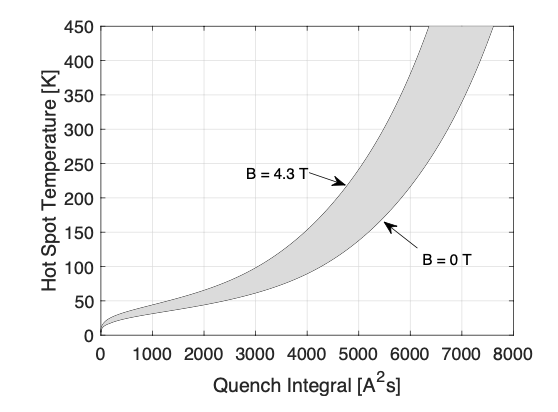 450
400
350
300
250
200
150
100
50
0
Hot Spot Temperature [K]
B = 4.3 T
B = 0 T
0 1000 2000 3000 4000 5000 6000 7000 8000
Quench Integral [A²s]